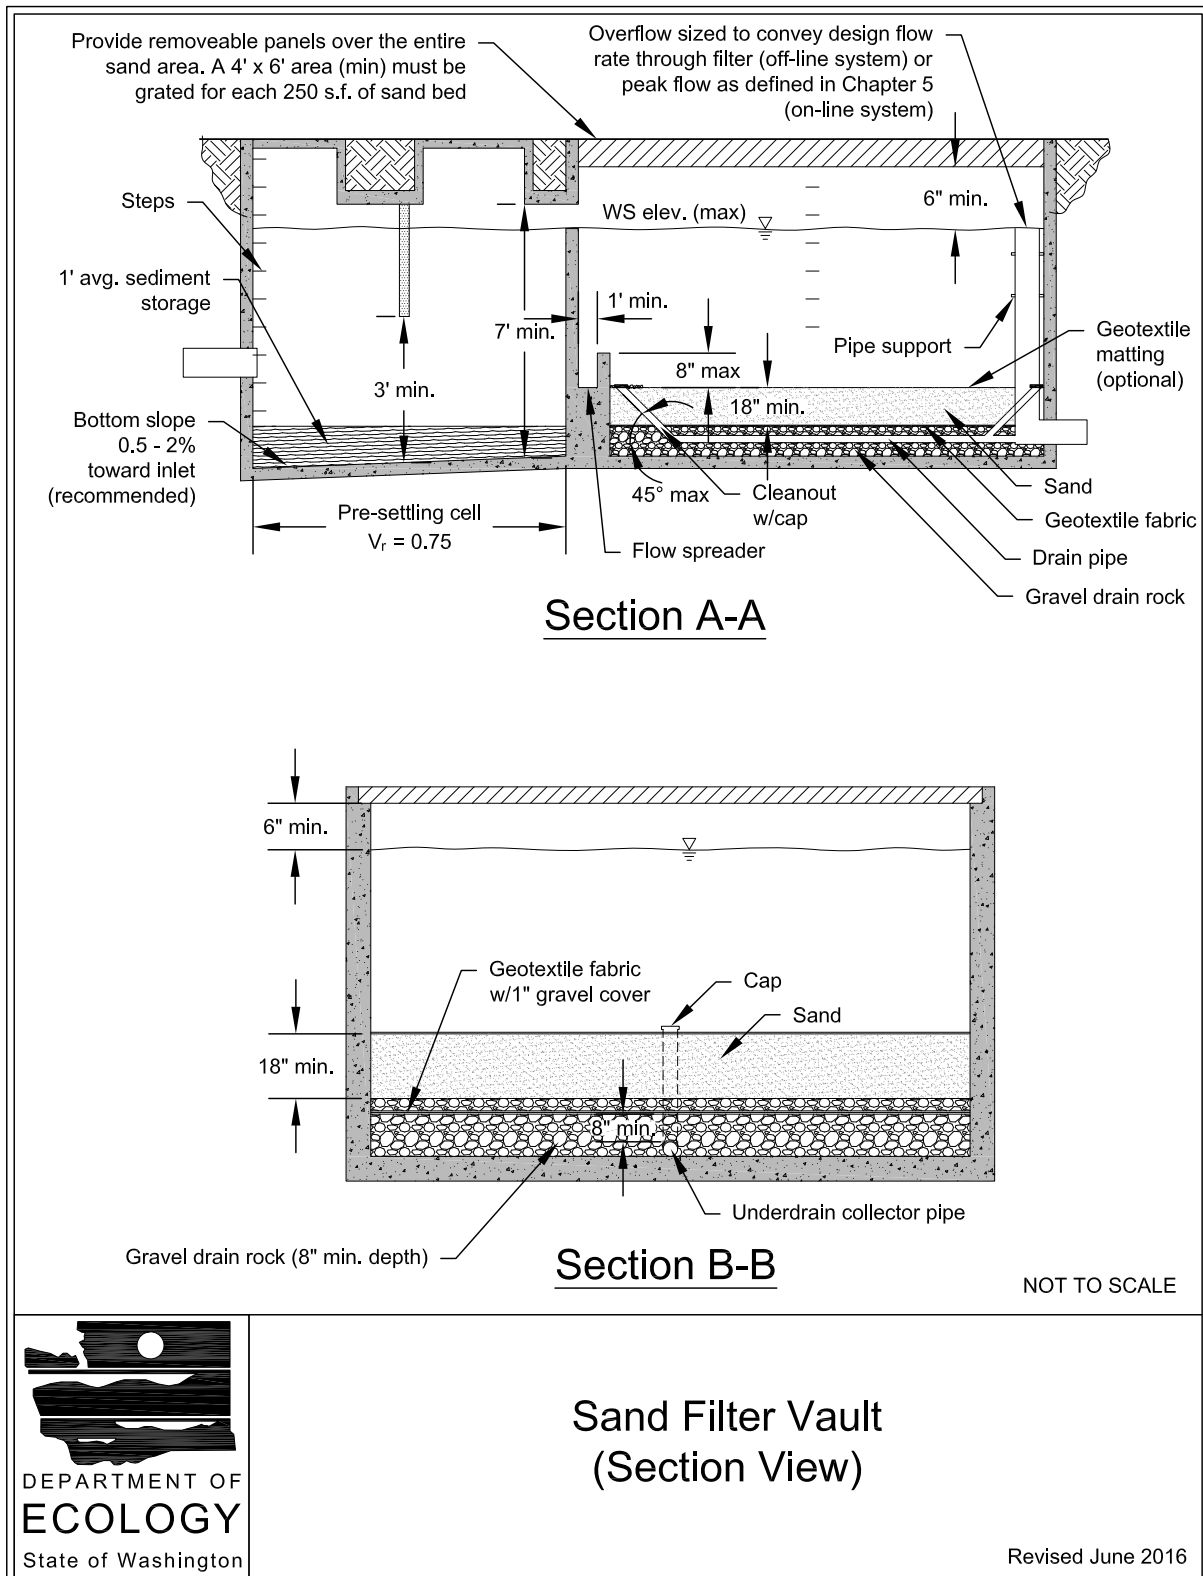 Provide removeable panels over the entire
sand area. A 4' x 6' area (min) must be
grated for each 250 s.f. of sand bed
Overflow sized to convey design flow
rate through filter (off-line system) or
peak flow as defined in Chapter 5
(on-line system)
Steps
WS elev. (max)
6" min.
1' avg. sediment
storage
1' min.
7' min.
Pipe support
Geotextile
matting
(optional)
8" max
3' min.
18" min.
Bottom slope
0.5 - 2%
toward inlet
(recommended)
45° max
Cleanout
w/cap
Sand
Pre-settling cell
Vr = 0.75
Geotextile fabric
Flow spreader
Drain pipe
Gravel drain rock
Section A-A
6" min.
Geotextile fabric
w/1" gravel cover
Cap
Sand
18" min.
8" min.
Underdrain collector pipe
Gravel drain rock (8" min. depth)
Section B-B
NOT TO SCALE
DEPARTMENT OF
ECOLOGY
State of Washington
Sand Filter Vault
(Section View)
Revised June 2016